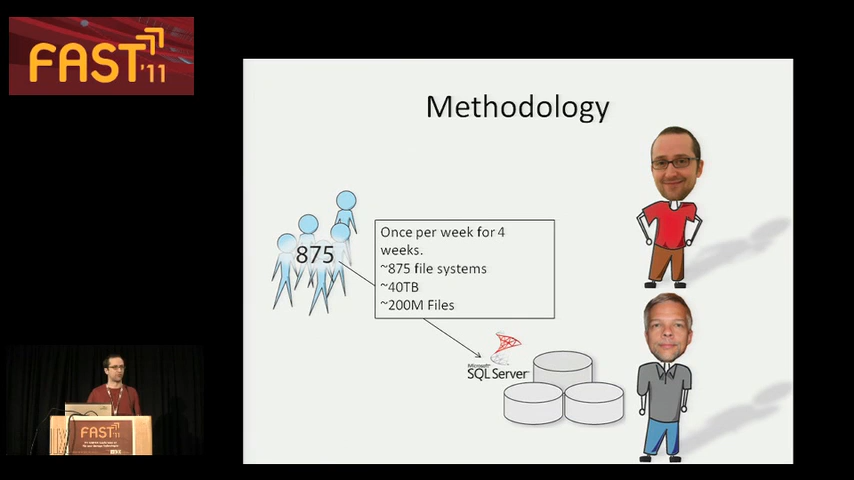 FAST'11
Methodology
875
Once per week for 4
weeks.
~875 file systems
~40TB
~200M Files
Microsoft
SQL Server
FAST'11